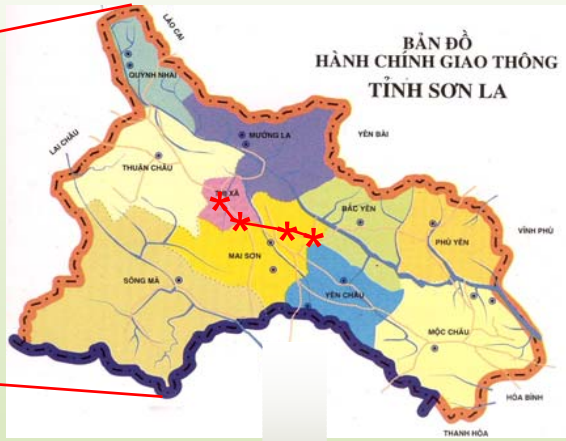 BẢN ĐỒ
HÀNH CHÍNH GIAO THÔNG
TỈNH SƠN LA
LÀO CAI
QUỲNH NHAI
LAI CHÂU
MƯỜNG LA
YÊN BÁI
THUẬN CHÂU
XÃ
BẮC YÊN
PHÙ YÊN
VĨNH PHÚ
MAI SƠN
SÔNG MÃ
YÊN CHÂU
MỘC CHÂU
HÒA BÌNH
THANH HÓA